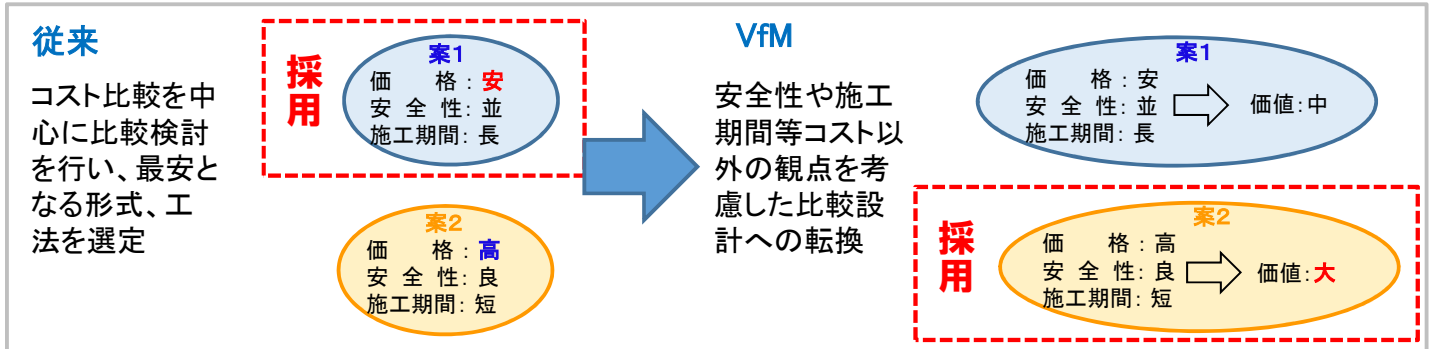 従来
コスト比較を中
心に比較検討
を行い、最安と
なる形式、工
法を選定
採用
案1
価　　格：安
安 全 性：並
施工期間：長
案2
価　　格：高
安 全 性：良
施工期間：短
VfM
安全性や施工
期間等コスト以
外の観点を考
慮した比較設
計への転換
案1
価　　格：安
安 全 性：並
施工期間：長
価値：中
採用
案2
価　　格：高
安 全 性：良
施工期間：短
価値：大